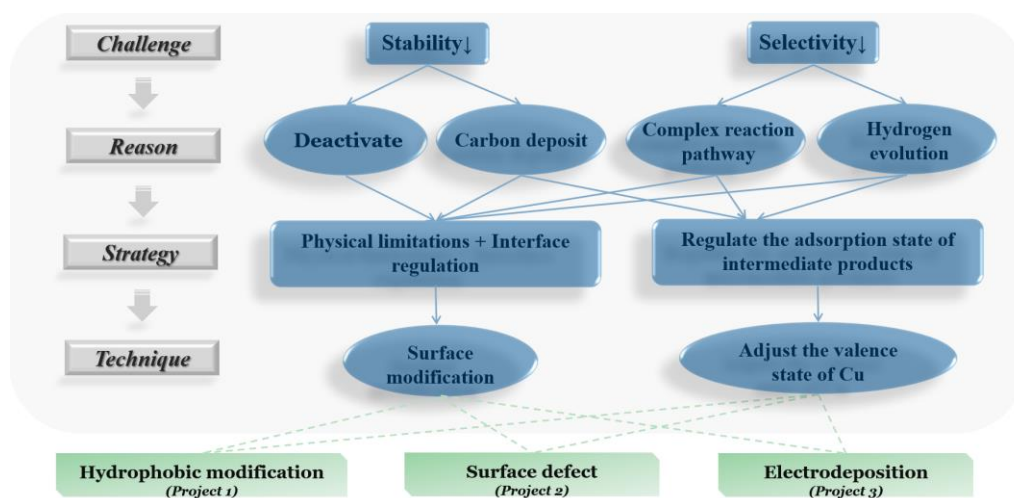 Challenge
Stability↓
Selectivity↓
Reason
Deactivate
Carbon deposit
Complex reaction
pathway
Hydrogen
evolution
Strategy
Physical limitations + Interface
regulation
Regulate the adsorption state of
intermediate products
Technique
Surface
modification
Adjust the valence
state of Cu
Hydrophobic modification
(Project 1)
Surface defect
(Project 2)
Electrodeposition
(Project 3)